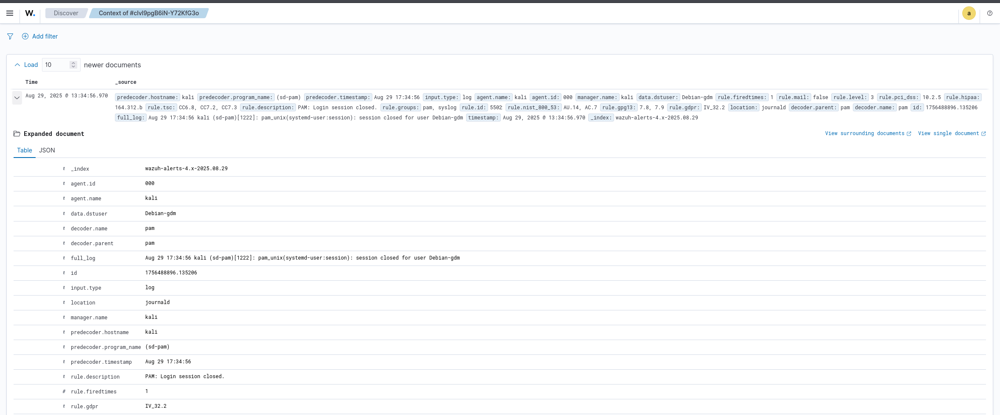 W. Discover Context of #clvl9pgB6iN-Y72KfG3o a
Add filter
Load 10 newer documents
Time _source
Aug 29, 2025 @ 13:34:56.970 predecoder.hostname: kali predecoder.program_name: (sd-pam) predecoder.timestamp: Aug 29 17:34:56 input.type: log agent.name: kali agent.id: 000 manager.name: kali data.dstuser: Debian-gdm rule.firedtimes: 1 rule.mail: false rule.level: 3 rule.pci_dss: 10.2.5 rule.hipaa:
164.312.b rule.tsc: CC6.8, CC7.2, CC7.3 rule.description: PAM: Login session closed. rule.groups: pam, syslog rule.id: 5502 rule.nist_800_53: AU.14, AC.7 rule.gpg13: 7.8, 7.9 rule.gdpr: IV_32.2 location: journald decoder.parent: pam decoder.name: pam id: 1756488896.135206
full_log: Aug 29 17:34:56 kali (sd-pam)[1222]: pam_unix(systemd-user:session): session closed for user Debian-gdm timestamp: Aug 29, 2025 @ 13:34:56.970 _index: wazuh-alerts-4.x-2025.08.29
Expanded document View surrounding documents View single document
Table JSON
t _index wazuh-alerts-4.x-2025.08.29
t agent.id 000
t agent.name kali
t data.dstuser Debian-gdm
t decoder.name pam
t decoder.parent pam
t full_log Aug 29 17:34:56 kali (sd-pam)[1222]: pam_unix(systemd-user:session): session closed for user Debian-gdm
t id 1756488896.135206
t input.type log
t location journald
t manager.name kali
t predecoder.hostname kali
t predecoder.program_name (sd-pam)
t predecoder.timestamp Aug 29 17:34:56
t rule.description PAM: Login session closed.
# rule.firedtimes 1
t rule.gdpr IV_32.2